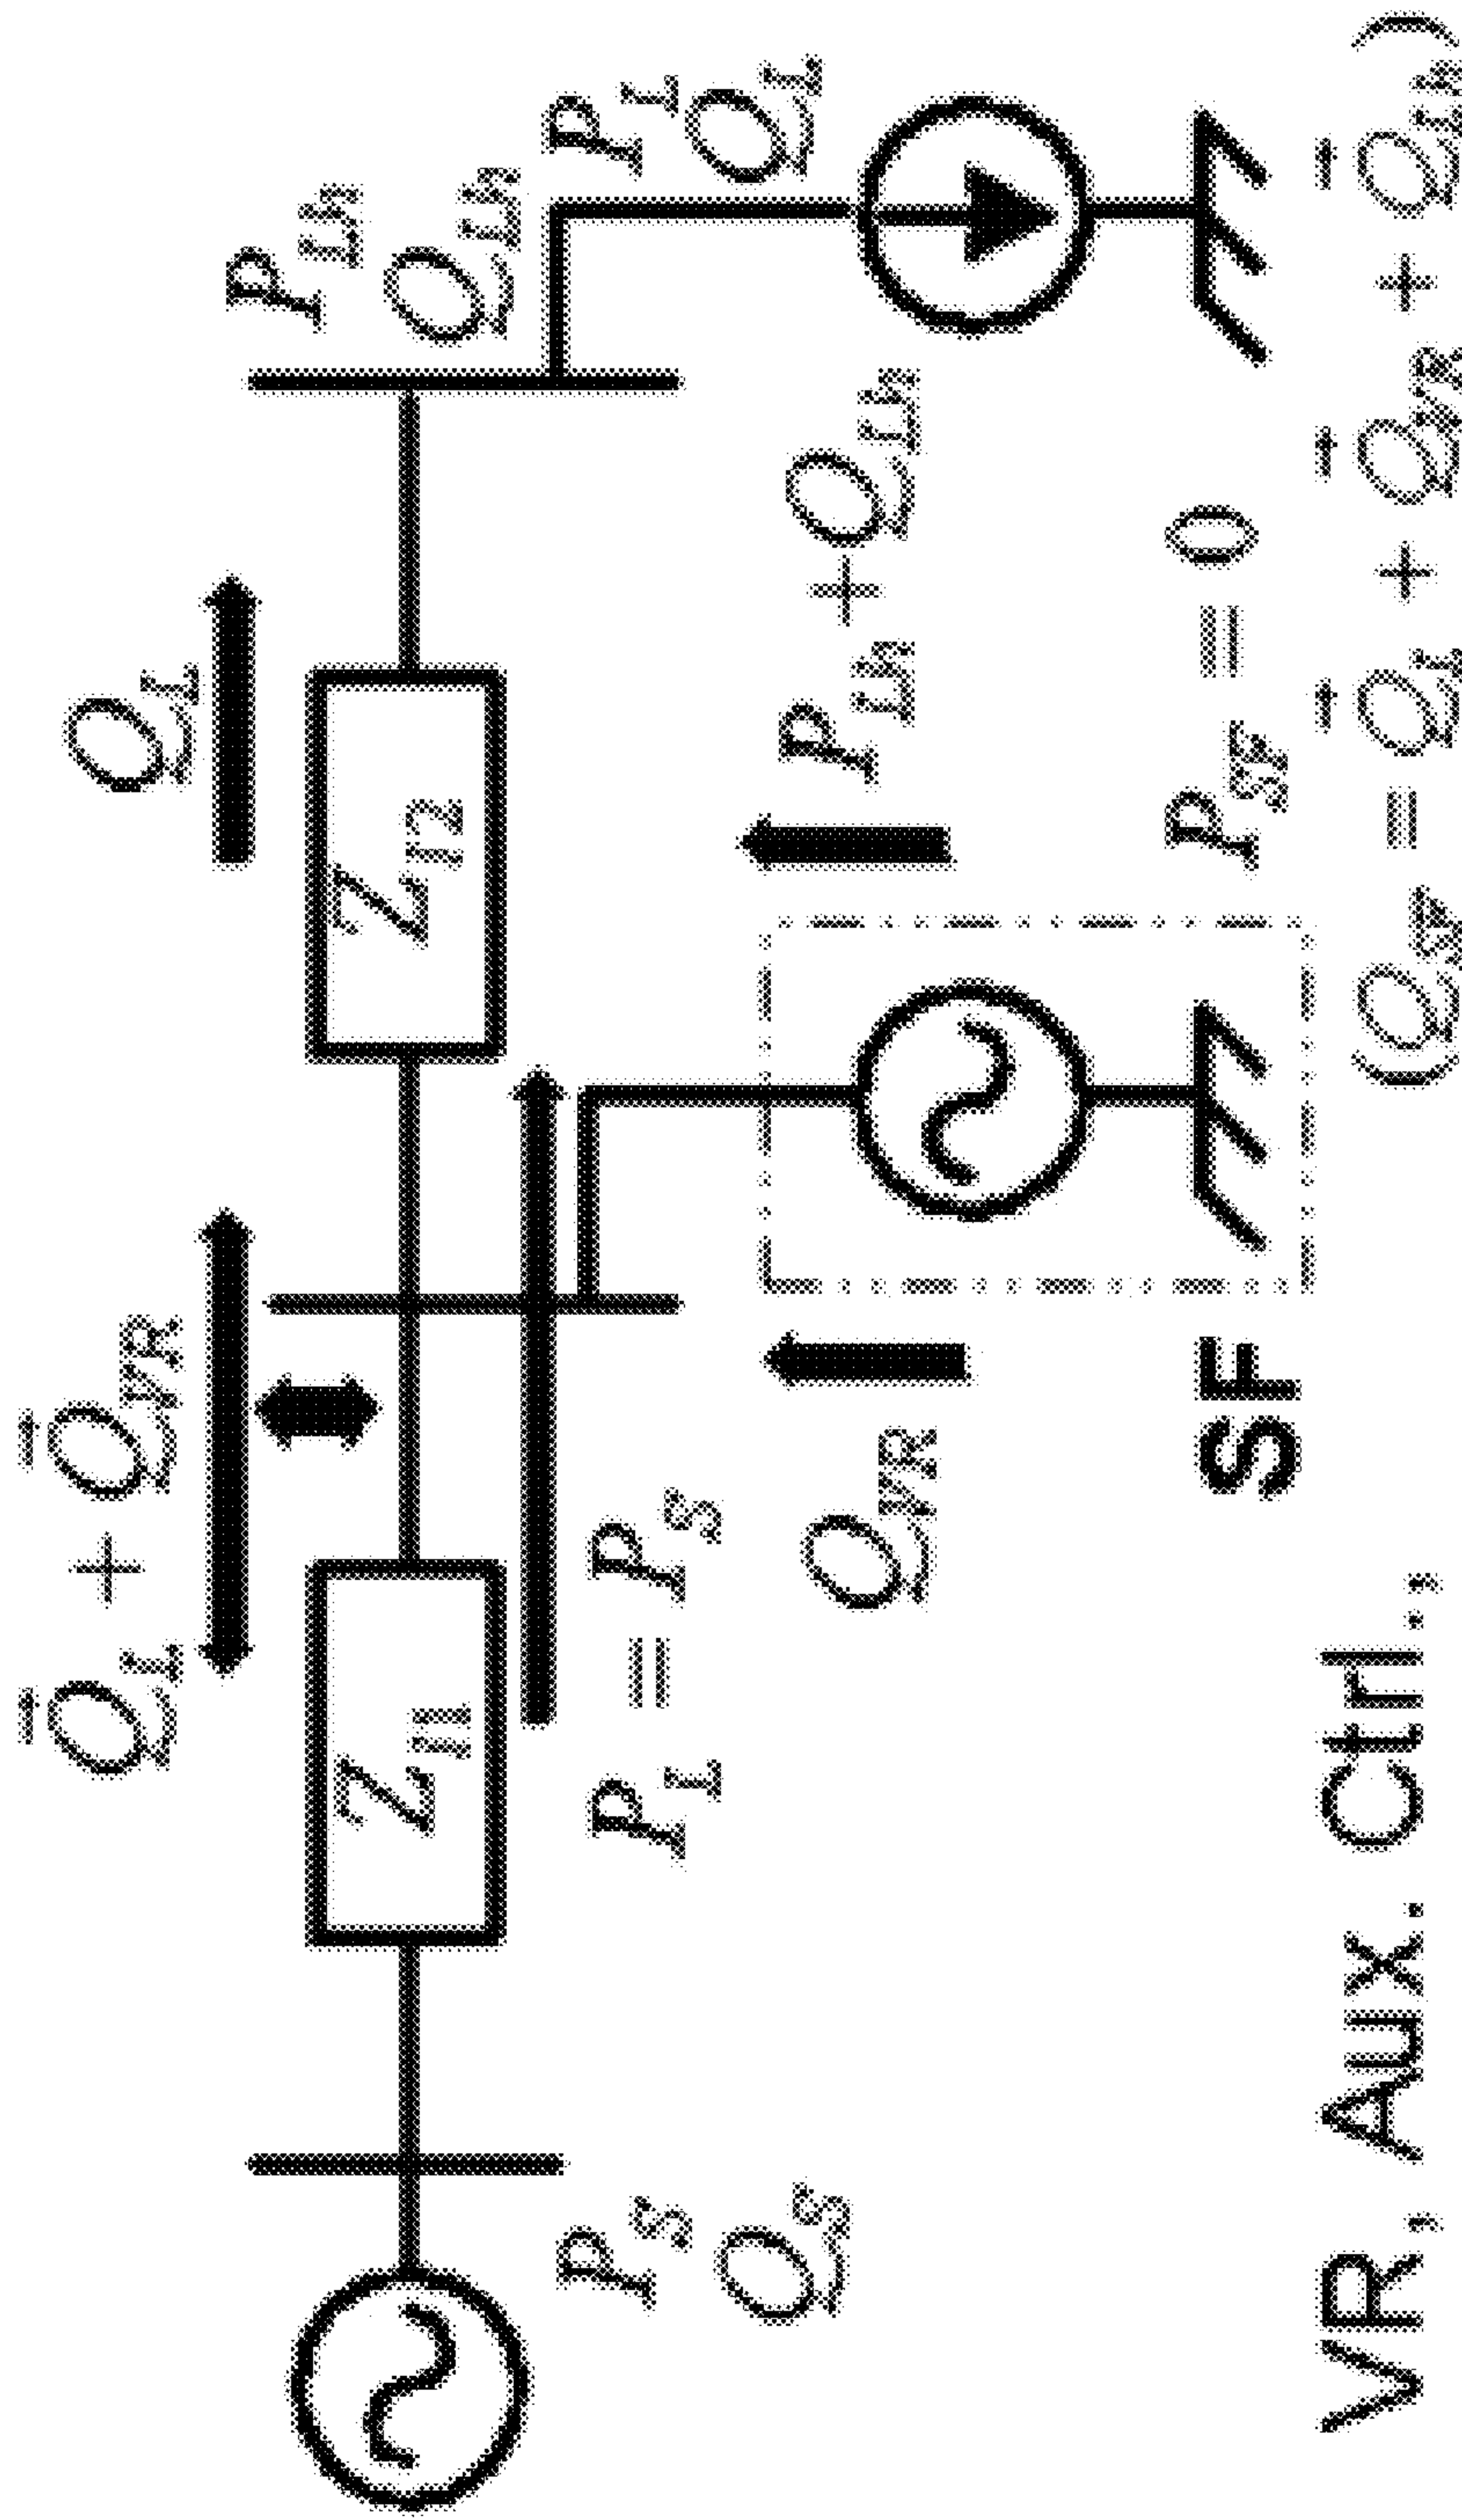 Q̄_L + Q̄_VR
Q_L
P_Lh
Q_Lh
Z_l1
Z_l2
P_L
Q_L
P_S
Q_S
P_L = P_S
Q_VR
P_Lh + Q_Lh
SF
P_SF = 0
VR, Aux. Ctrl., (Q_SF = Q̄_L + Q̄_VR + Q̄_Lh)